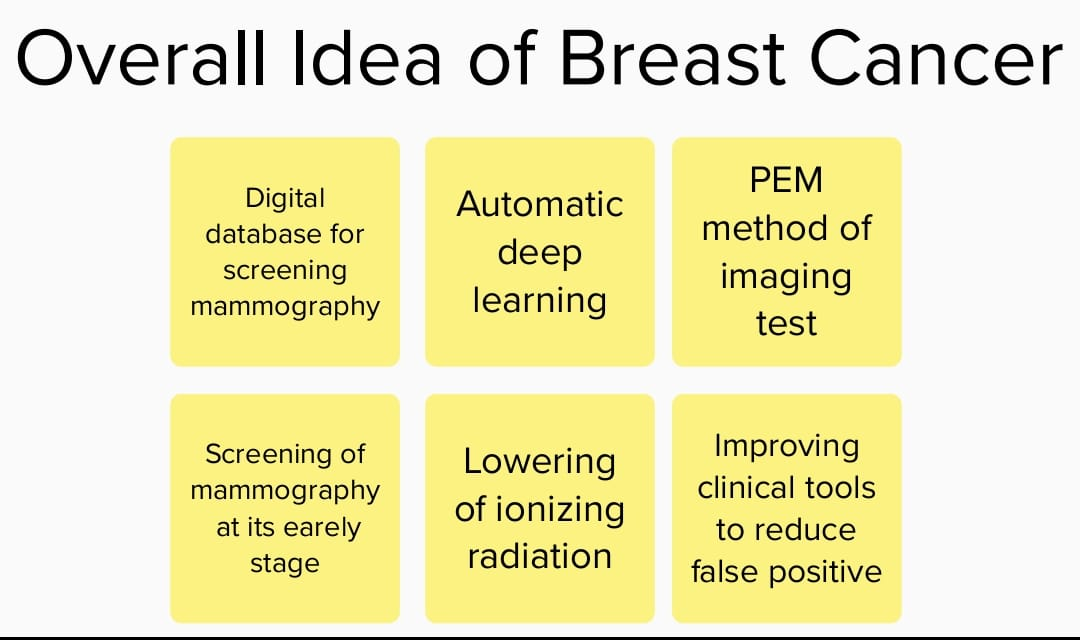 Overall Idea of Breast Cancer
Digital
database for
screening
mammography
Automatic
deep
learning
PEM
method of
imaging
test
Screening of
mammography
at its earely
stage
Lowering
of ionizing
radiation
Improving
clinical tools
to reduce
false positive